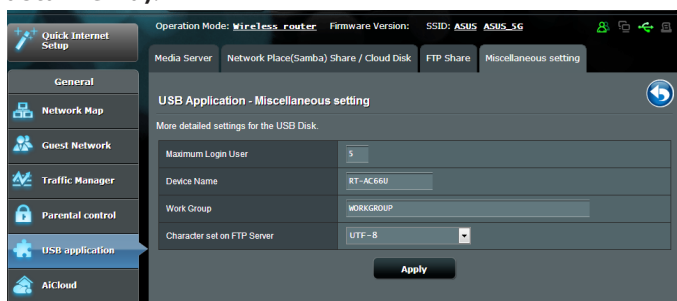 Quick Internet
Setup
Operation Mode: Wireless router Firmware Version: SSID: ASUS ASUS_5G
Media Server Network Place(Samba) Share / Cloud Disk FTP Share Miscellaneous setting
General
Network Map
Guest Network
Traffic Manager
Parental control
USB application
AiCloud
USB Application - Miscellaneous setting
More detailed settings for the USB Disk.
Maximum Login User 5
Device Name RT-AC66U
Work Group WORKGROUP
Character set on FTP Server UTF-8
Apply